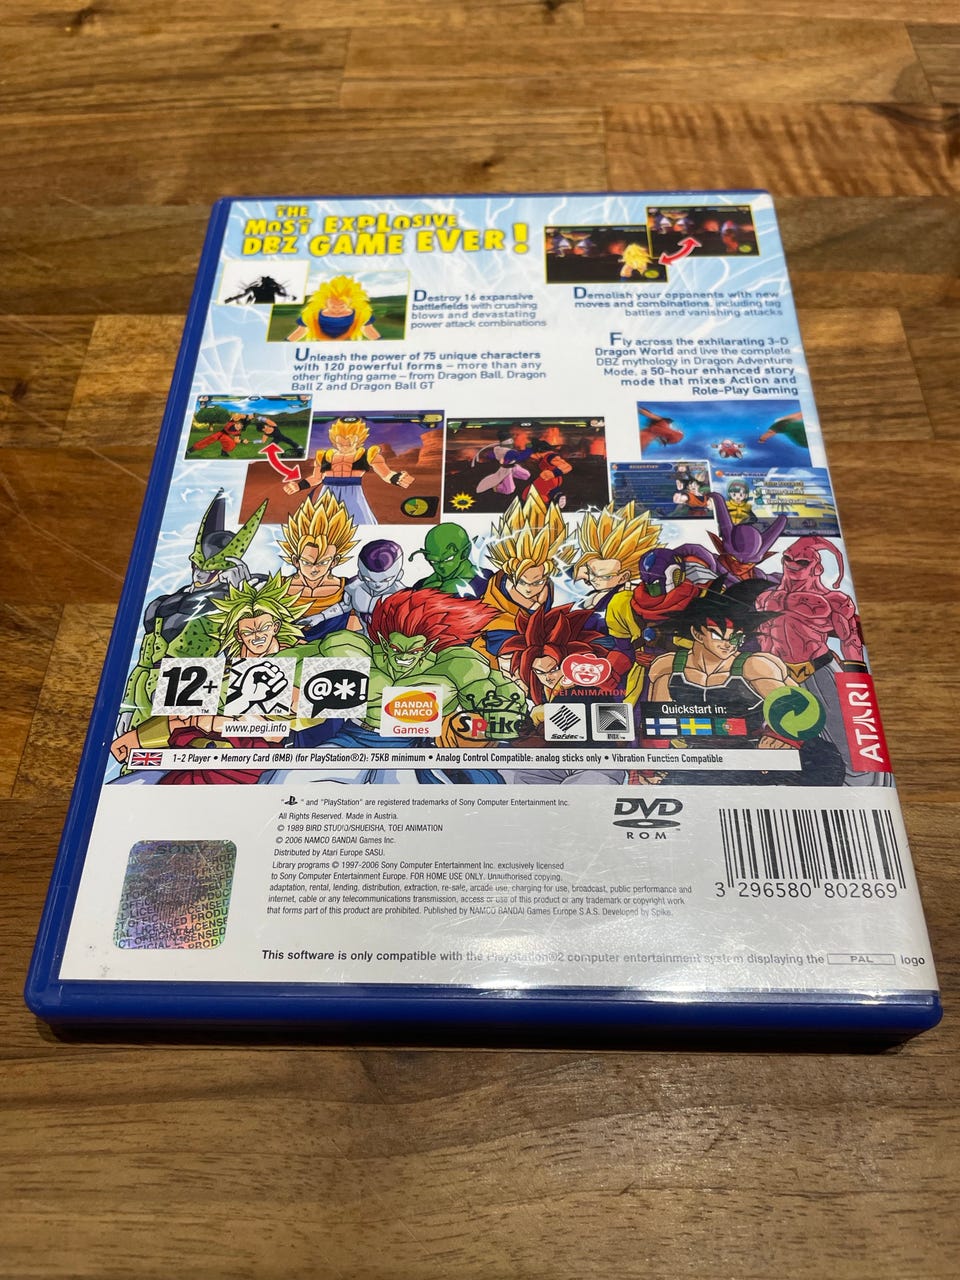 THE
MOST EXPLOSIVE
DBZ GAME EVER!
Destroy 16 expansive
battlefields with crushing
blows and devastating
power attack combinations
Demolish your opponents with new
moves and combinations, including tag
battles and vanishing attacks
Unleash the power of 75 unique characters
with 120 powerful forms – more than any
other fighting game – from Dragon Ball, Dragon
Ball Z and Dragon Ball GT
Fly across the exhilarating 3-D
Dragon World and live the complete
DBZ mythology in Dragon Adventure
Mode, a 50-hour enhanced story
mode that mixes Action and
Role-Play Gaming
12+
@*!
www.pegi.info
BANDAI
NAMCO
Games
Spike
TOEI ANIMATION
Sofdec
Quickstart in:
ATARI
1-2 Player • Memory Card (8MB) (for PlayStation®2): 75KB minimum • Analog Control Compatible: analog sticks only • Vibration Function Compatible
" " and "PlayStation" are registered trademarks of Sony Computer Entertainment Inc.
All Rights Reserved. Made in Austria.
© 1989 BIRD STUDIO/SHUEISHA, TOEI ANIMATION
© 2006 NAMCO BANDAI Games Inc.
Distributed by Atari Europe SASU.
Library programs © 1997-2006 Sony Computer Entertainment Inc. exclusively licensed
to Sony Computer Entertainment Europe. FOR HOME USE ONLY. Unauthorised copying,
adaptation, rental, lending, distribution, extraction, re-sale, arcade use, charging for use, broadcast, public performance and
internet, cable or any telecommunications transmission, access or use of this product or any trademark or copyright work
that forms part of this product are prohibited. Published by NAMCO BANDAI Games Europe S.A.S. Developed by Spike.
DVD
ROM
3 296580 802869
SONY
This software is only compatible with the PlayStation®2 computer entertainment system displaying the PAL logo